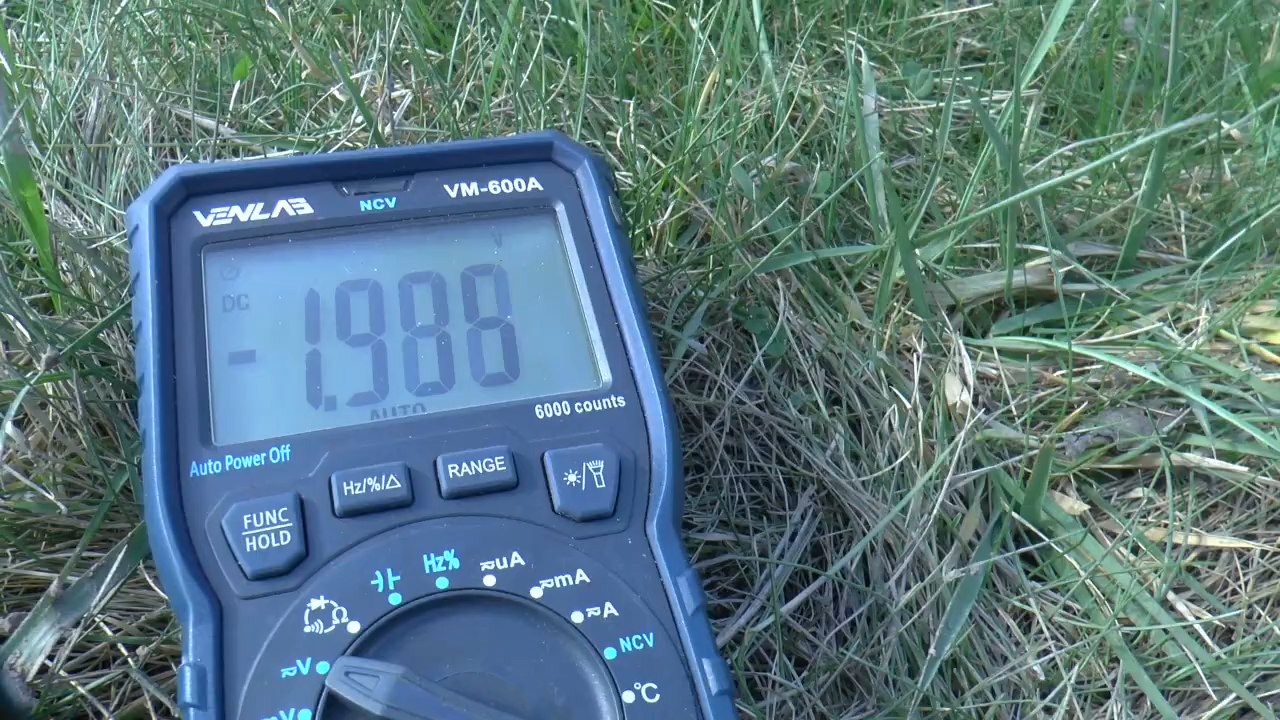 VENLAB
NCV
VM-600A
V
DC
-1.988
AUTO
6000 counts
Auto Power Off
Hz/%/△
RANGE
FUNC
HOLD
Hz%
uA
mA
A
NCV
°C
Ω
V
mV